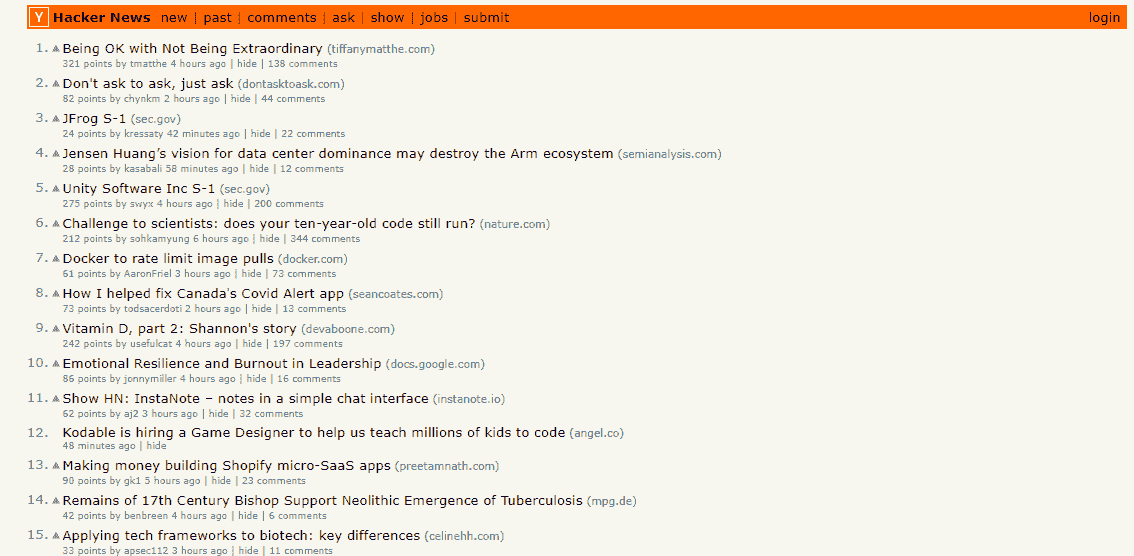 Y Hacker News new | past | comments | ask | show | jobs | submit login
1. Being OK with Not Being Extraordinary (tiffanymatthe.com)
321 points by tmatthe 4 hours ago | hide | 138 comments
2. Don't ask to ask, just ask (dontasktoask.com)
82 points by chynkm 2 hours ago | hide | 44 comments
3. JFrog S-1 (sec.gov)
24 points by kressaty 42 minutes ago | hide | 22 comments
4. Jensen Huang’s vision for data center dominance may destroy the Arm ecosystem (semianalysis.com)
28 points by kasabali 58 minutes ago | hide | 12 comments
5. Unity Software Inc S-1 (sec.gov)
275 points by swyx 4 hours ago | hide | 200 comments
6. Challenge to scientists: does your ten-year-old code still run? (nature.com)
212 points by sohkamyung 6 hours ago | hide | 344 comments
7. Docker to rate limit image pulls (docker.com)
61 points by AaronFriel 3 hours ago | hide | 73 comments
8. How I helped fix Canada's Covid Alert app (seancoates.com)
73 points by todsacerdoti 2 hours ago | hide | 13 comments
9. Vitamin D, part 2: Shannon's story (devaboone.com)
242 points by usefulcat 4 hours ago | hide | 197 comments
10. Emotional Resilience and Burnout in Leadership (docs.google.com)
86 points by jonnymiller 4 hours ago | hide | 16 comments
11. Show HN: InstaNote – notes in a simple chat interface (instanote.io)
62 points by aj2 3 hours ago | hide | 32 comments
12. Kodable is hiring a Game Designer to help us teach millions of kids to code (angel.co)
48 minutes ago | hide
13. Making money building Shopify micro-SaaS apps (preetamnath.com)
90 points by gk1 5 hours ago | hide | 23 comments
14. Remains of 17th Century Bishop Support Neolithic Emergence of Tuberculosis (mpg.de)
42 points by benbreen 4 hours ago | hide | 6 comments
15. Applying tech frameworks to biotech: key differences (celinehh.com)
33 points by apsec112 3 hours ago | hide | 11 comments